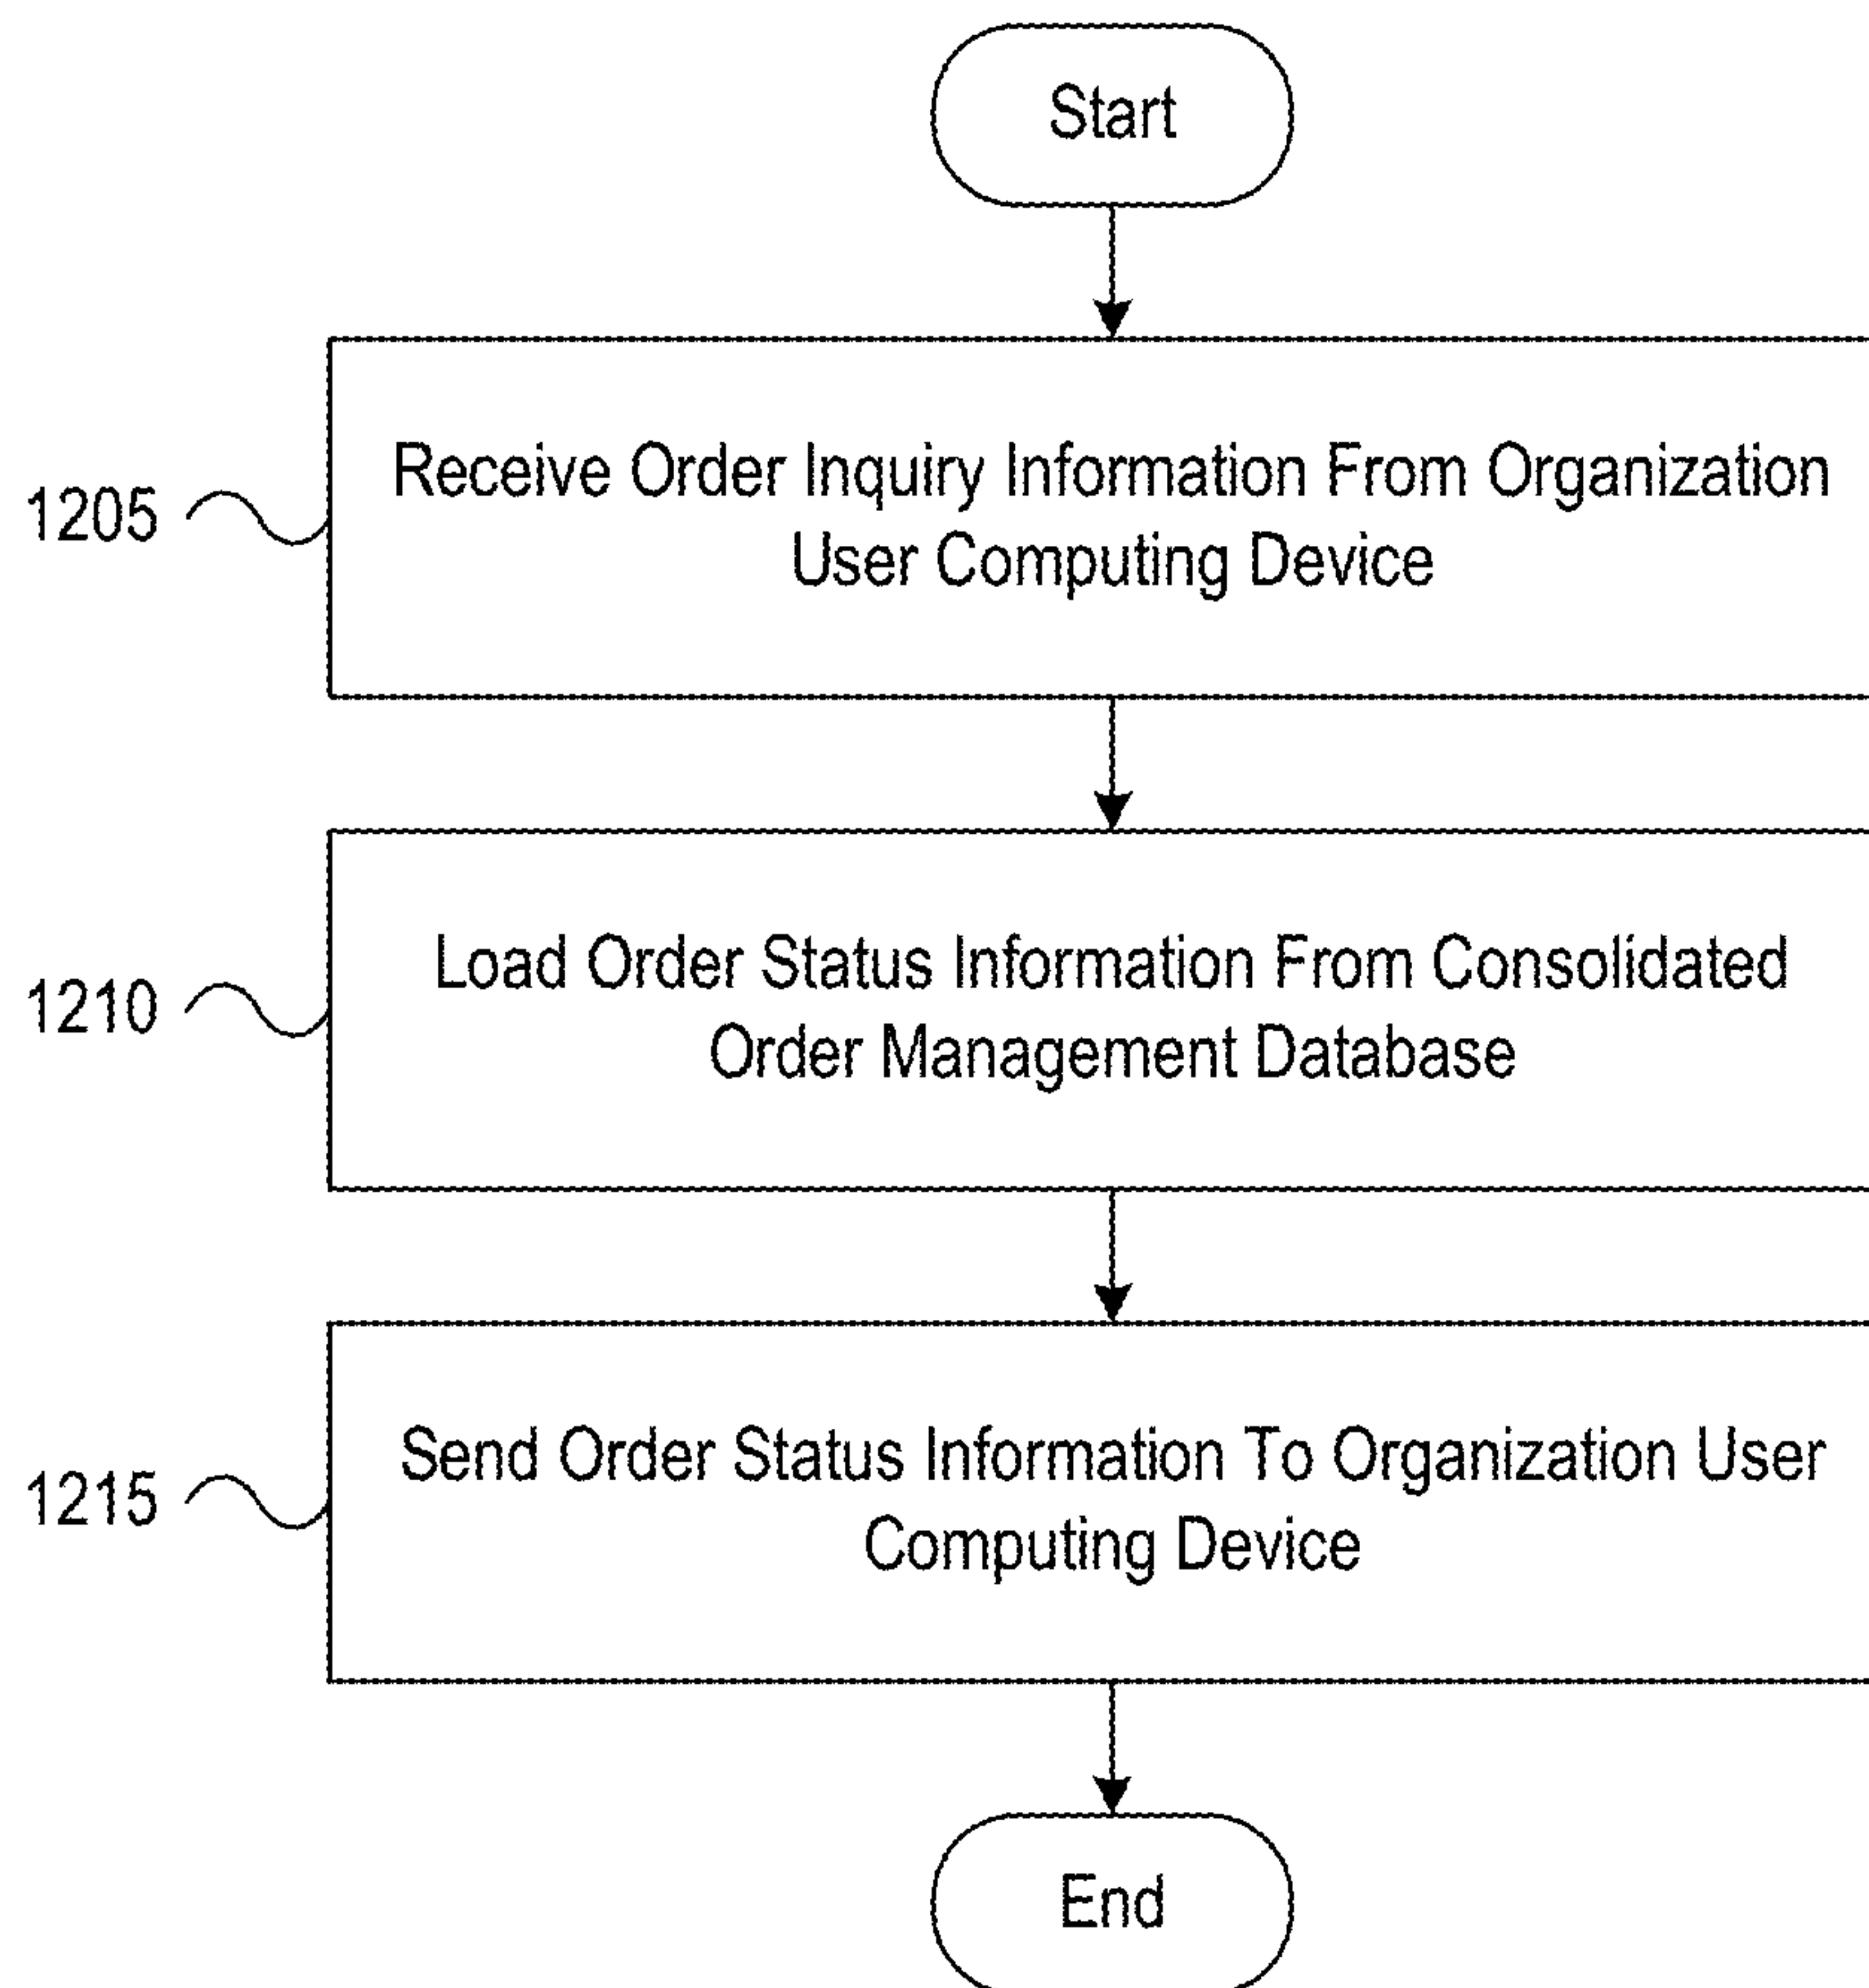 Start
1205
Receive Order Inquiry Information From Organization
User Computing Device
1210
Load Order Status Information From Consolidated
Order Management Database
1215
Send Order Status Information To Organization User
Computing Device
End